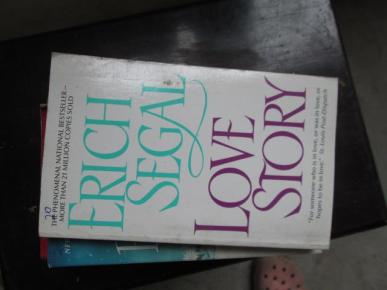 THE PHENOMENAL NATIONAL BESTSELLER—
MORE THAN 21 MILLION COPIES SOLD
ERICH
SEGAL
LOVE
STORY
"For someone who is in love, or was in love, or
hopes to be in love." St. Louis Post-Dispatch